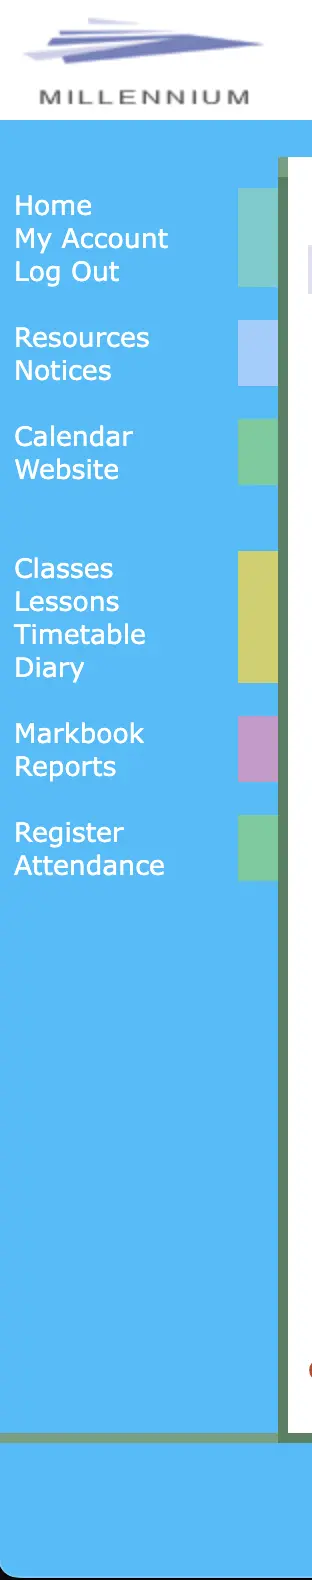 MILLENNIUM
Home
My Account
Log Out
Resources
Notices
Calendar
Website
Classes
Lessons
Timetable
Diary
Markbook
Reports
Register
Attendance